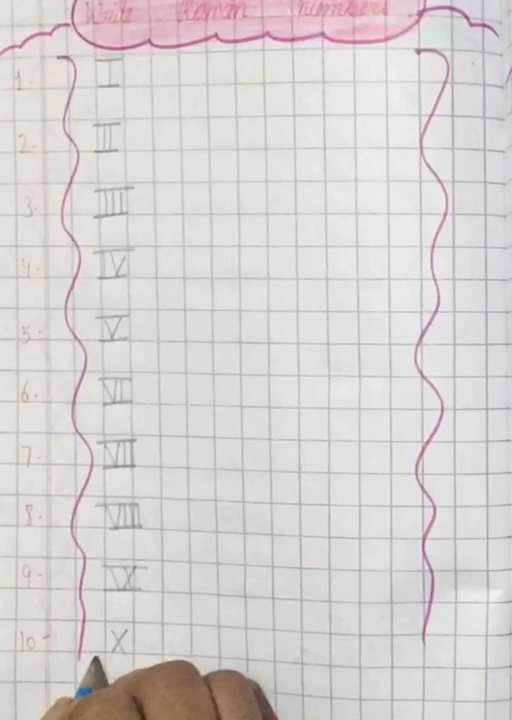 Write Roman Numbers
1. I
2. II
3. III
4. IV
5. V
6. VI
7. VII
8. VIII
9. IX
10 X